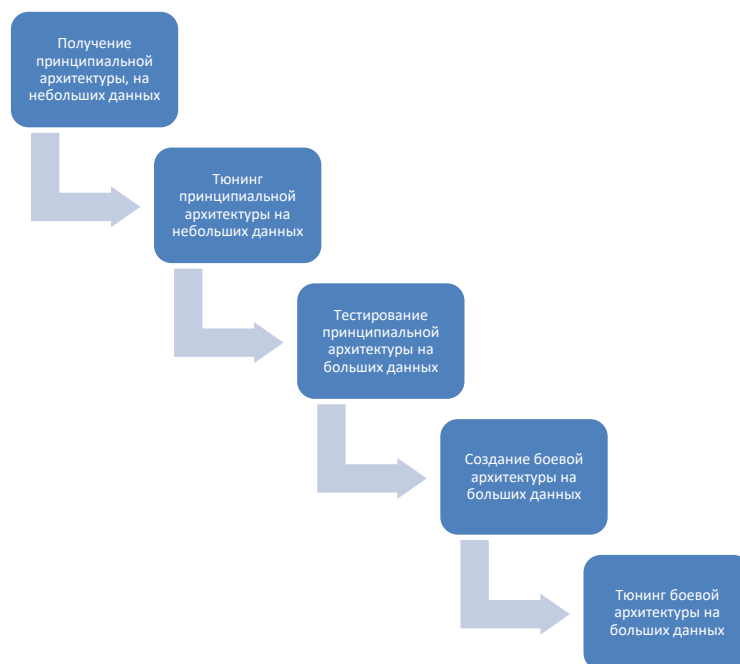 Получение
принципиальной
архитектуры, на
небольших данных
Тюнинг
принципиальной
архитектуры на
небольших данных
Тестирование
принципиальной
архитектуры на
больших данных
Создание боевой
архитектуры на
больших данных
Тюнинг боевой
архитектуры на
больших данных